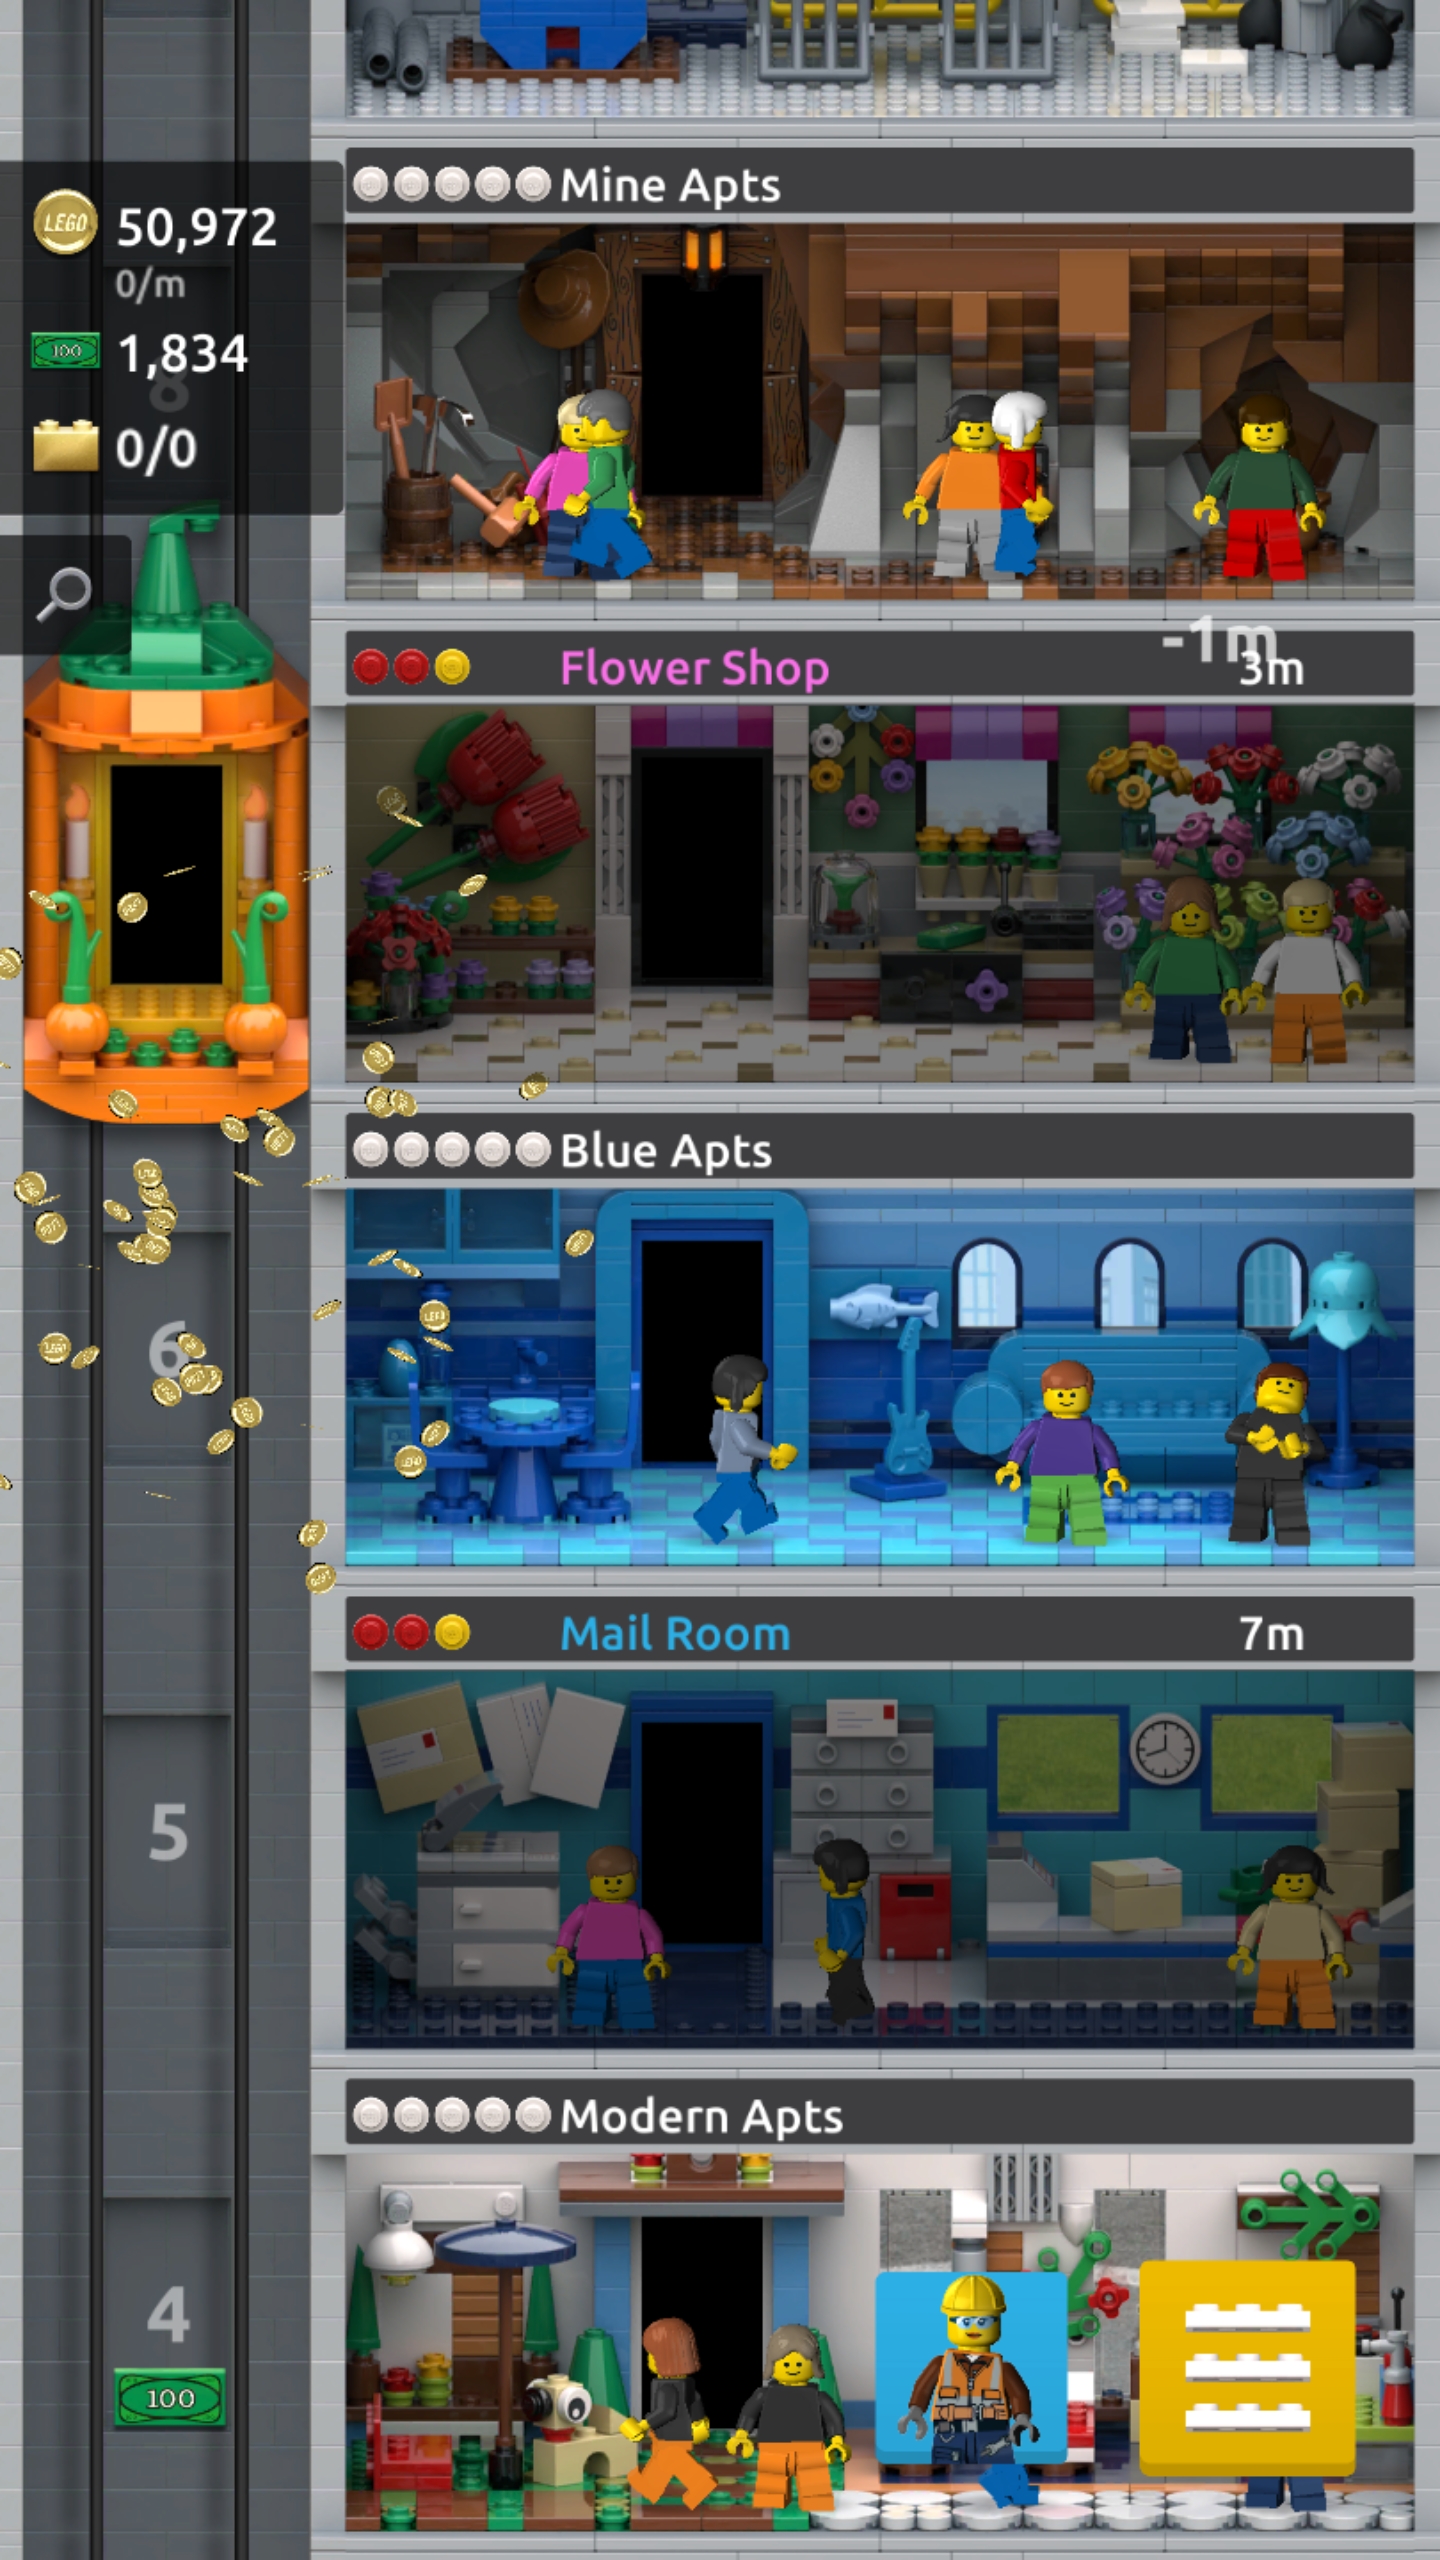 Mine Apts
LEGO 50,972
0/m
100 1,834
8
0/0
-1m
Flower Shop 3m
Blue Apts
6
Mail Room 7m
5
Modern Apts
4
100